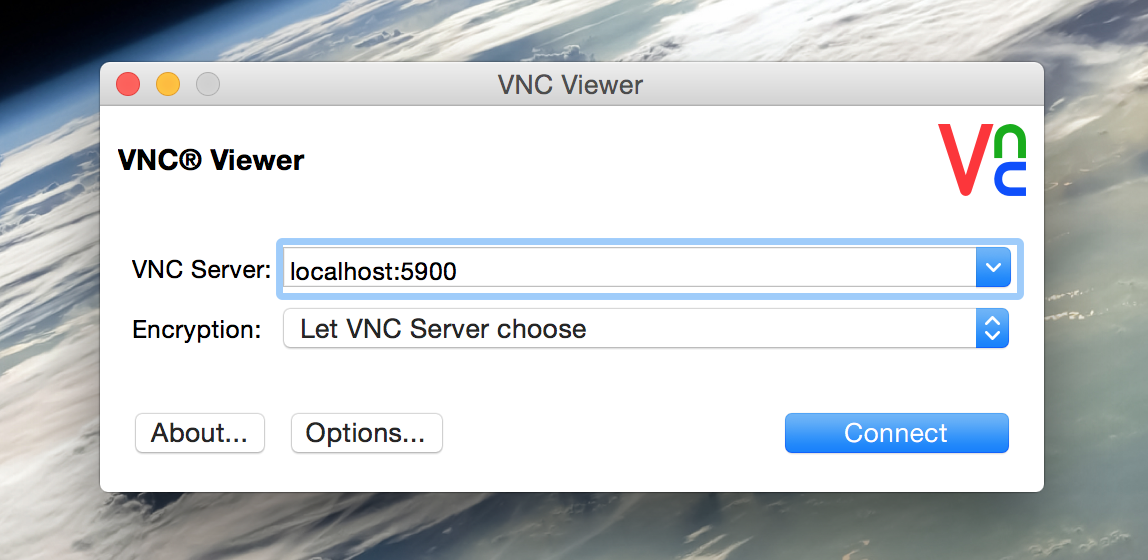 VNC Viewer
VNC® Viewer
Vnc
VNC Server: localhost:5900
Encryption: Let VNC Server choose
About... Options... Connect